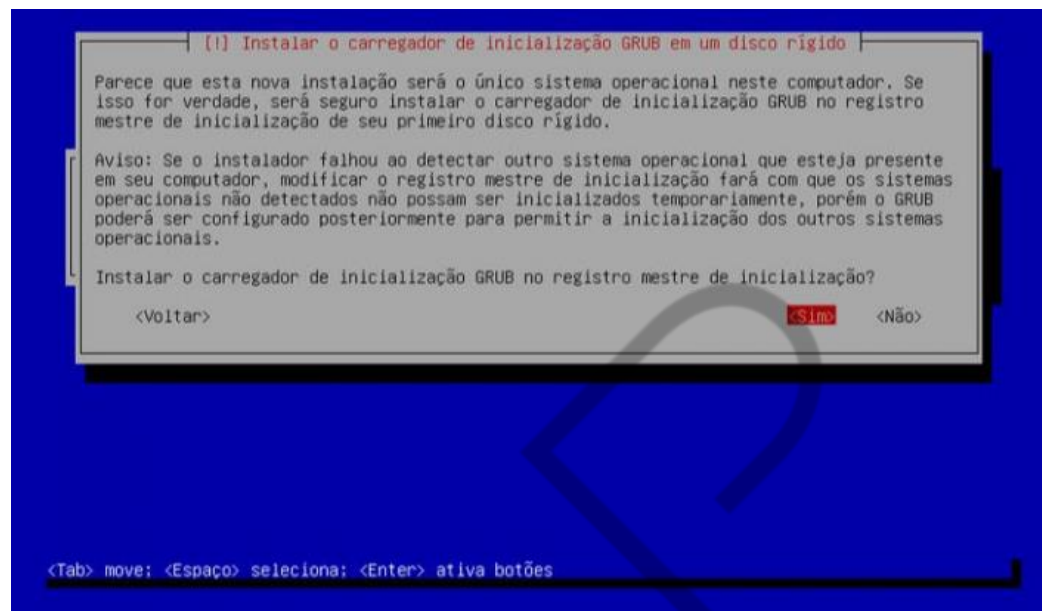 [!] Instalar o carregador de inicialização GRUB em um disco rígido
Parece que esta nova instalação será o único sistema operacional neste computador. Se
isso for verdade, será seguro instalar o carregador de inicialização GRUB no registro
mestre de inicialização de seu primeiro disco rígido.
Aviso: Se o instalador falhou ao detectar outro sistema operacional que esteja presente
em seu computador, modificar o registro mestre de inicialização fará com que os sistemas
operacionais não detectados não possam ser inicializados temporariamente, porém o GRUB
poderá ser configurado posteriormente para permitir a inicialização dos outros sistemas
operacionais.
Instalar o carregador de inicialização GRUB no registro mestre de inicialização?
<Voltar> <Sim> <Não>
<Tab> move; <Espaço> seleciona; <Enter> ativa botões